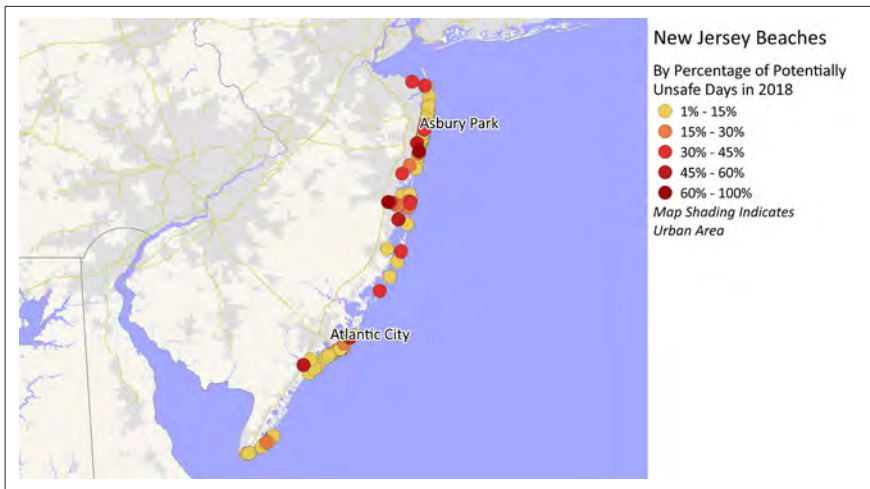 New Jersey Beaches
By Percentage of Potentially
Unsafe Days in 2018
1% - 15%
15% - 30%
30% - 45%
45% - 60%
60% - 100%
Map Shading Indicates
Urban Area
Asbury Park
Atlantic City